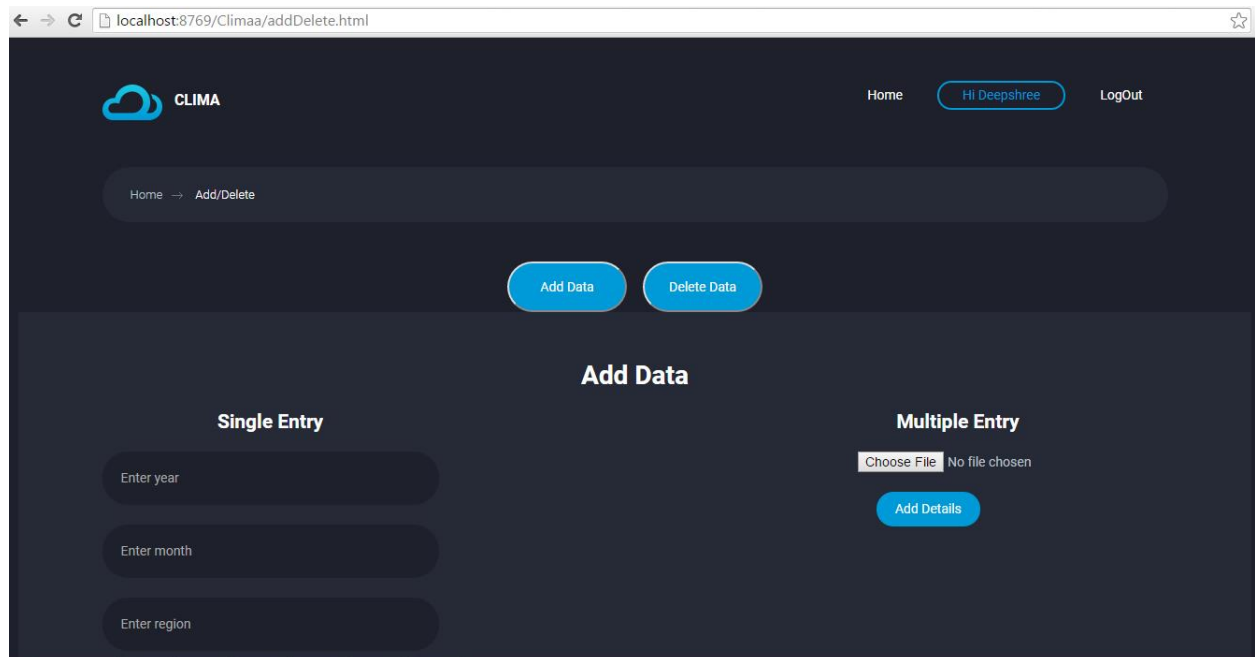 localhost:8769/Climaa/addDelete.html
CLIMA
Home
Hi Deepshree
LogOut
Home → Add/Delete
Add Data
Delete Data
Add Data
Single Entry
Enter year
Enter month
Enter region
Multiple Entry
Choose File No file chosen
Add Details